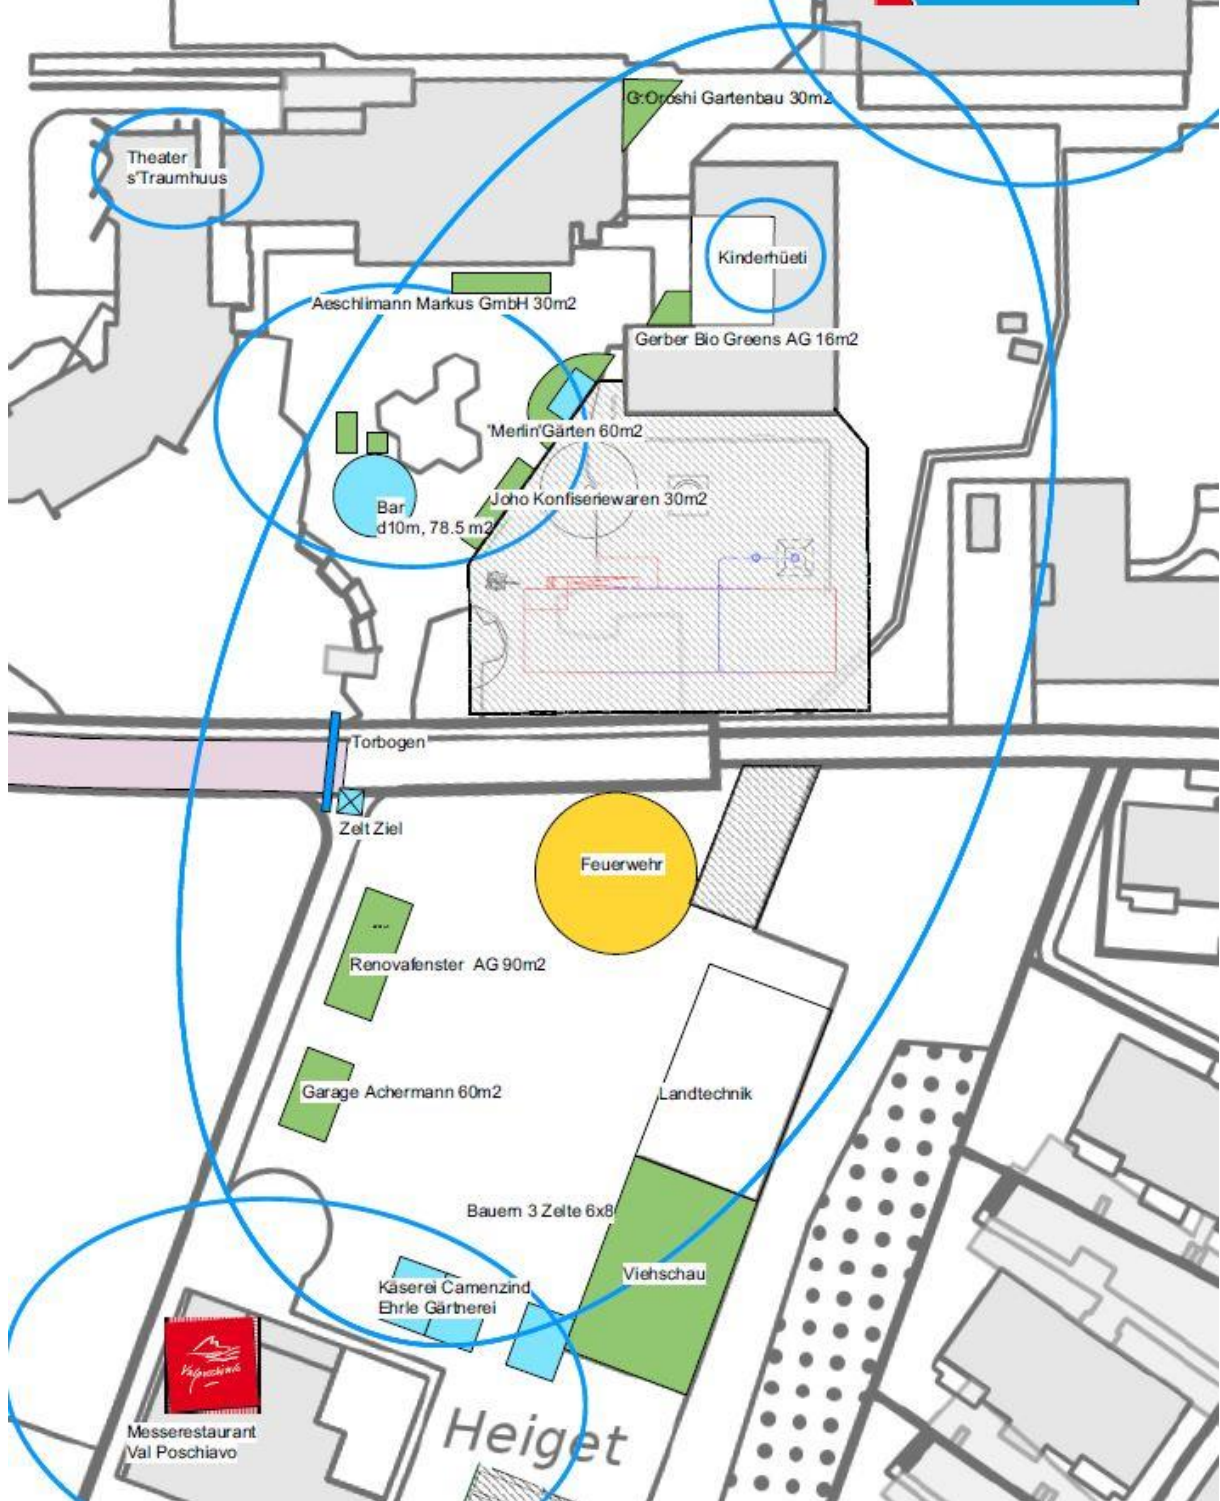 G.Oroshi Gartenbau 30m2
Theater
s'Traumhuus
Kinderhüeti
Aeschlimann Markus GmbH 30m2
Gerber Bio Greens AG 16m2
'Merlin'Gärten 60m2
Joho Konfiseriewaren 30m2
Bar
d10m, 78.5 m2
Torbogen
Zelt Ziel
Feuerwehr
Renovafenster AG 90m2
Garage Achermann 60m2
Landtechnik
Bauern 3 Zelte 6x8
Viehschau
Käserei Camenzind
Ehrle Gärtnerei
Valposchiavo
Messerestaurant
Val Poschiavo
Heiget